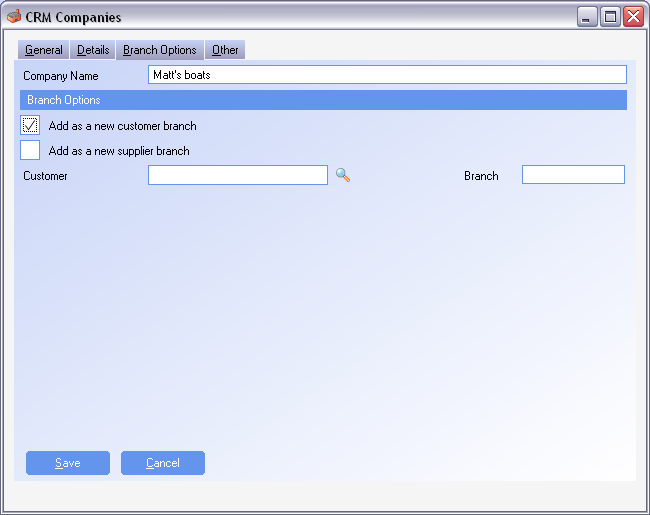 CRM Companies
General Details Branch Options Other
Company Name Matt's boats
Branch Options
Add as a new customer branch
Add as a new supplier branch
Customer Branch
Save Cancel